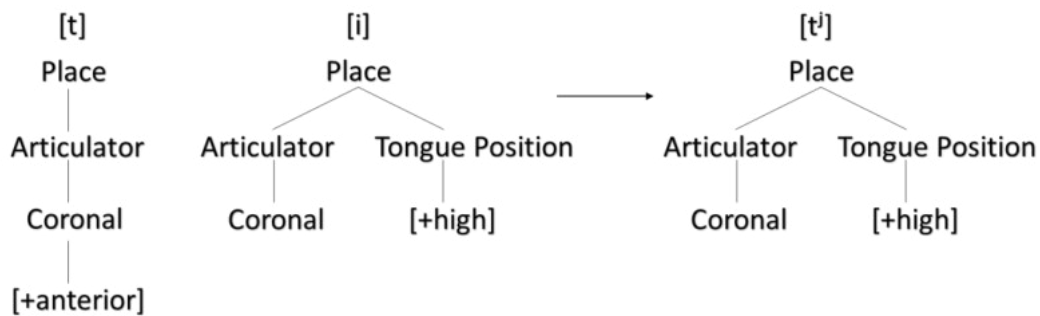 [t] [i] [tʲ]
Place Place Place
Articulator Articulator Tongue Position Articulator Tongue Position
Coronal Coronal [+high] Coronal [+high]
[+anterior]